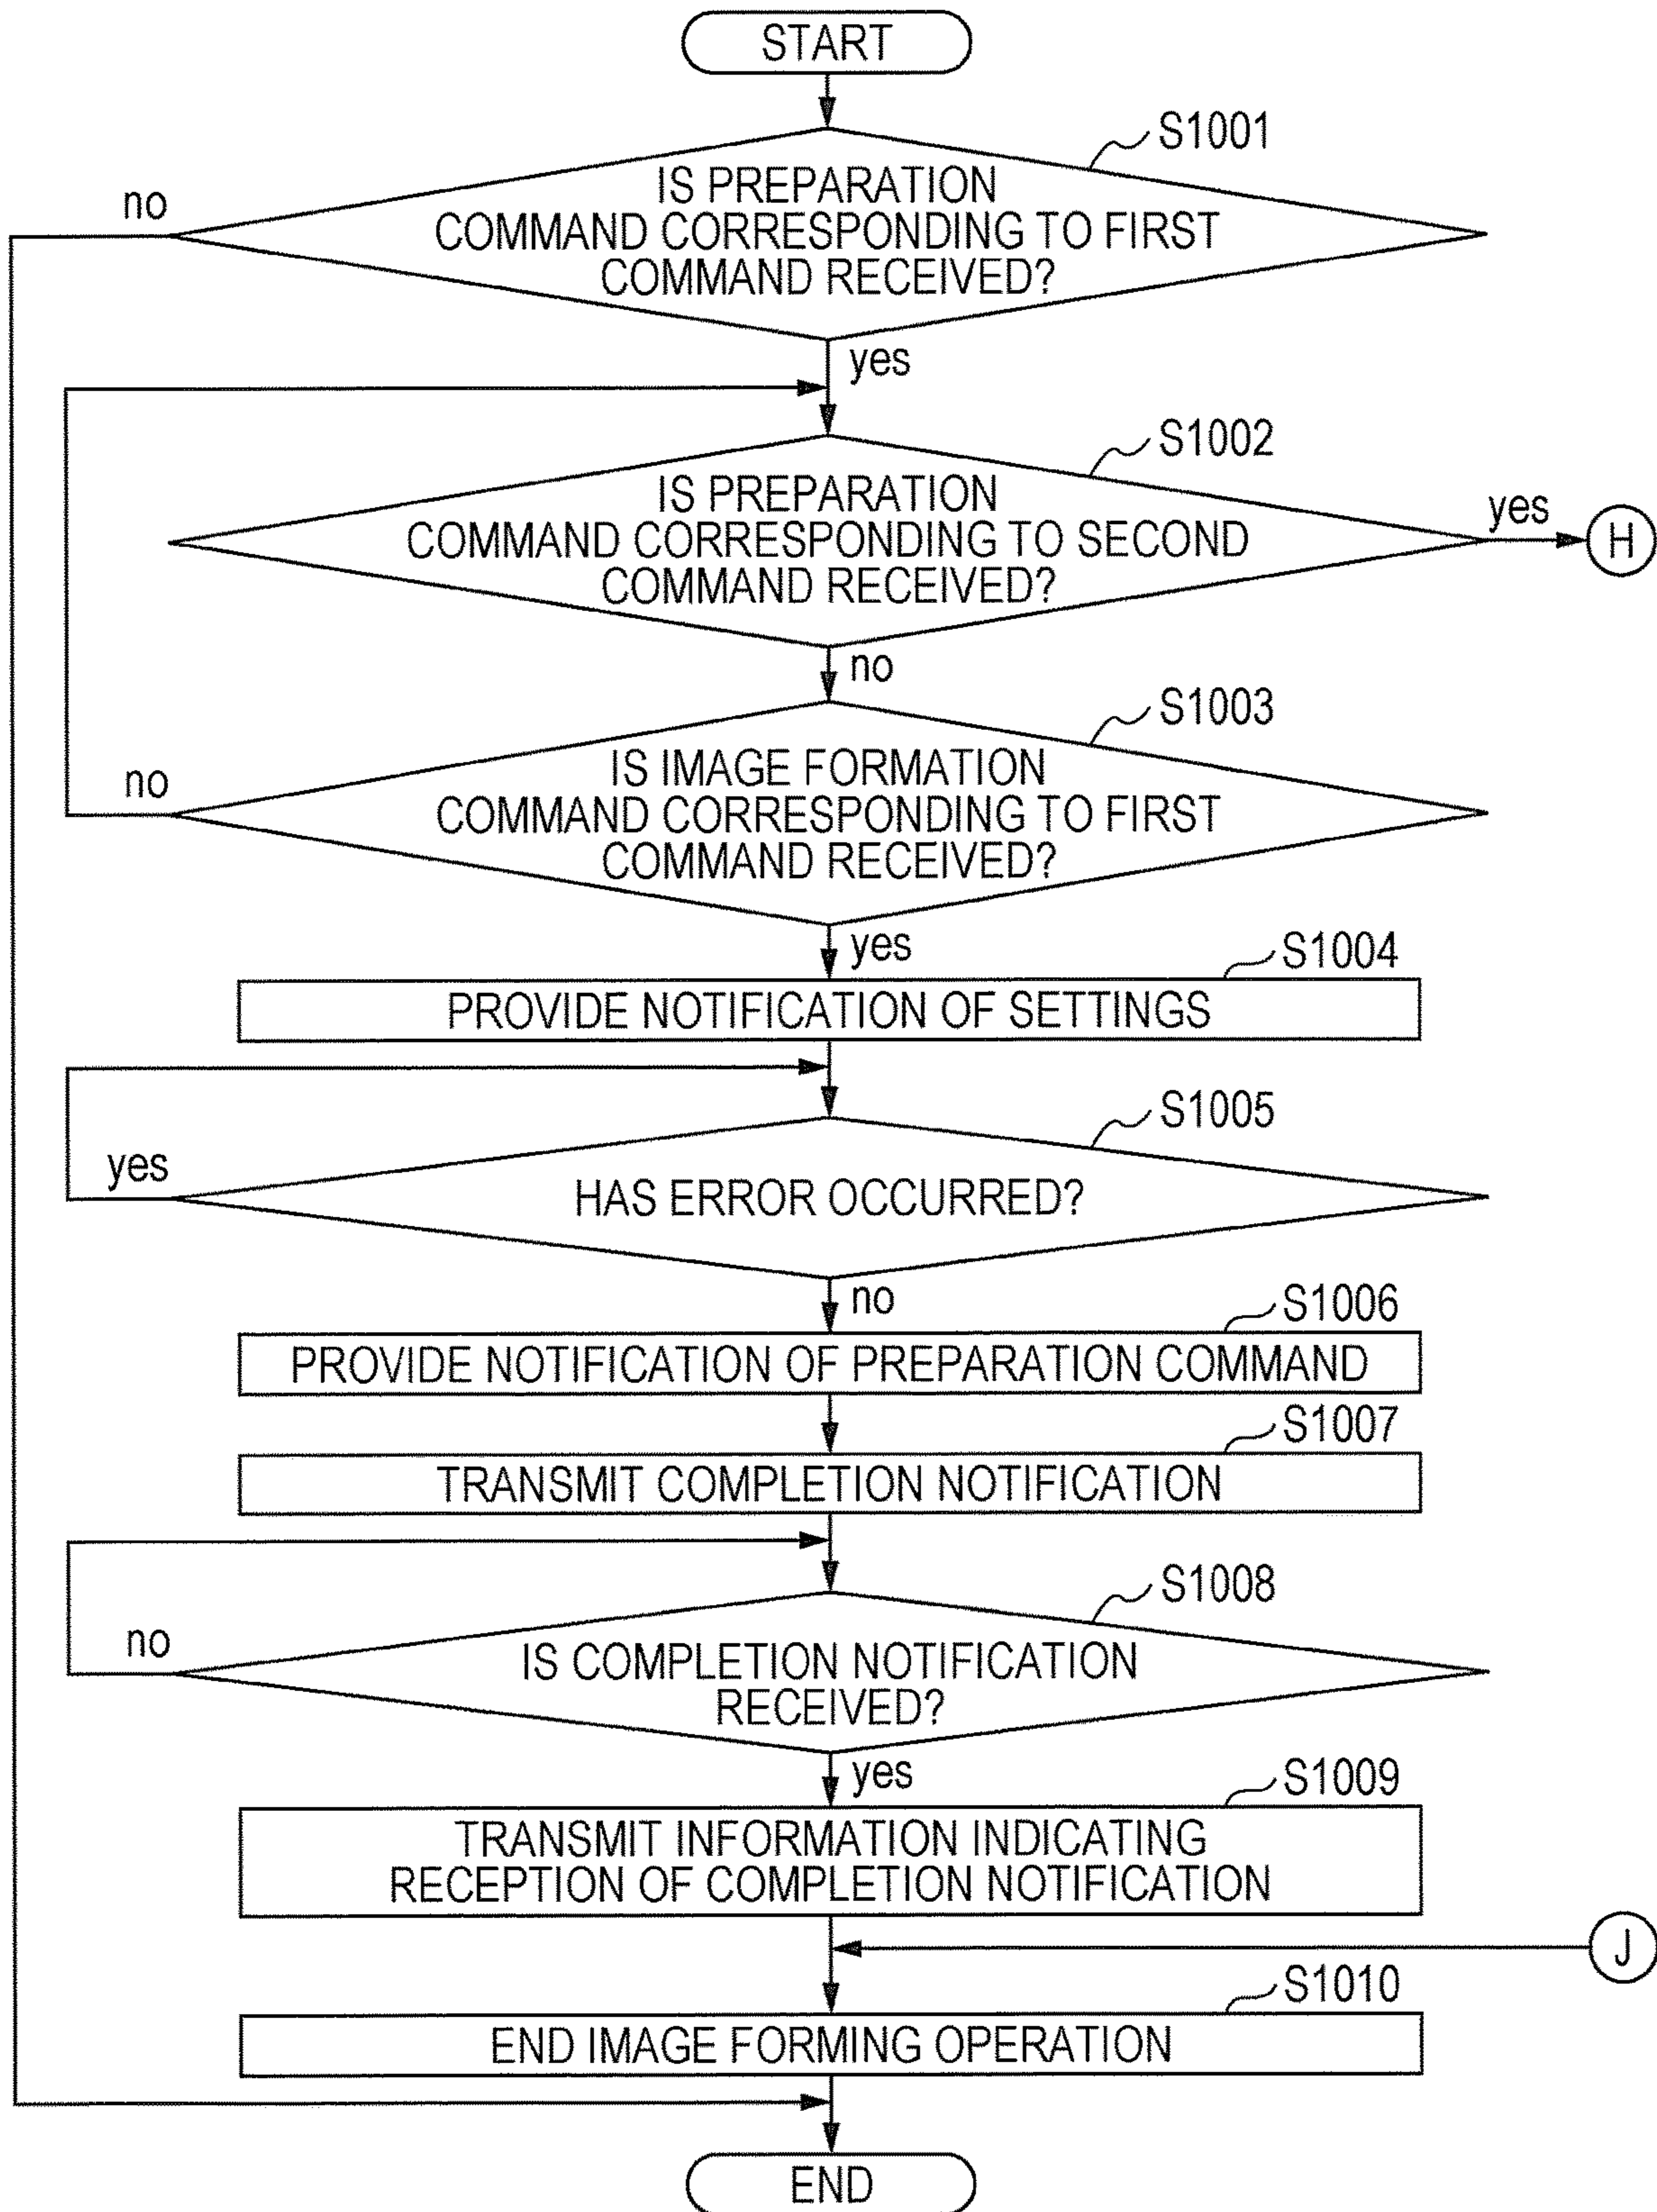 START
S1001
IS PREPARATION
no
COMMAND CORRESPONDING TO FIRST
COMMAND RECEIVED?
yes
S1002
IS PREPARATION
COMMAND CORRESPONDING TO SECOND
yes
H
COMMAND RECEIVED?
no
S1003
IS IMAGE FORMATION
no
COMMAND CORRESPONDING TO FIRST
COMMAND RECEIVED?
yes
S1004
PROVIDE NOTIFICATION OF SETTINGS
S1005
yes
HAS ERROR OCCURRED?
no
S1006
PROVIDE NOTIFICATION OF PREPARATION COMMAND
S1007
TRANSMIT COMPLETION NOTIFICATION
S1008
no
IS COMPLETION NOTIFICATION
RECEIVED?
yes
S1009
TRANSMIT INFORMATION INDICATING
RECEPTION OF COMPLETION NOTIFICATION
J
S1010
END IMAGE FORMING OPERATION
END